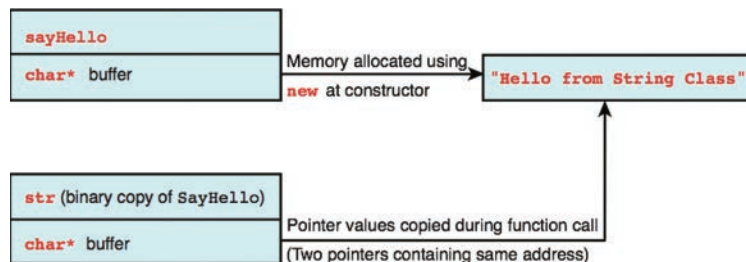 sayHello
char* buffer
Memory allocated using
new at constructor
"Hello from String Class"
str (binary copy of SayHello)
char* buffer
Pointer values copied during function call
(Two pointers containing same address)